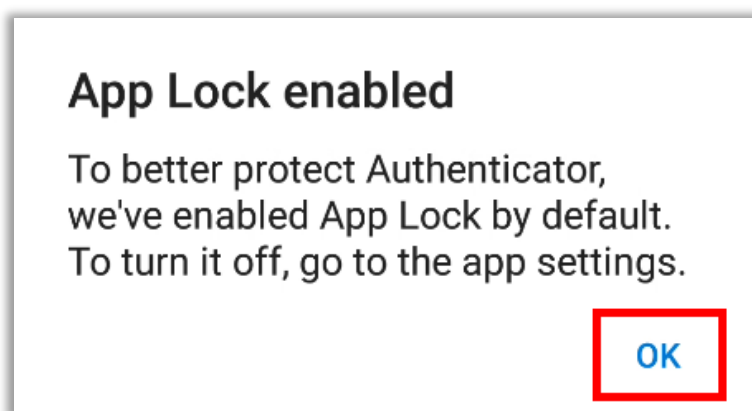 App Lock enabled
To better protect Authenticator,
we've enabled App Lock by default.
To turn it off, go to the app settings.
OK